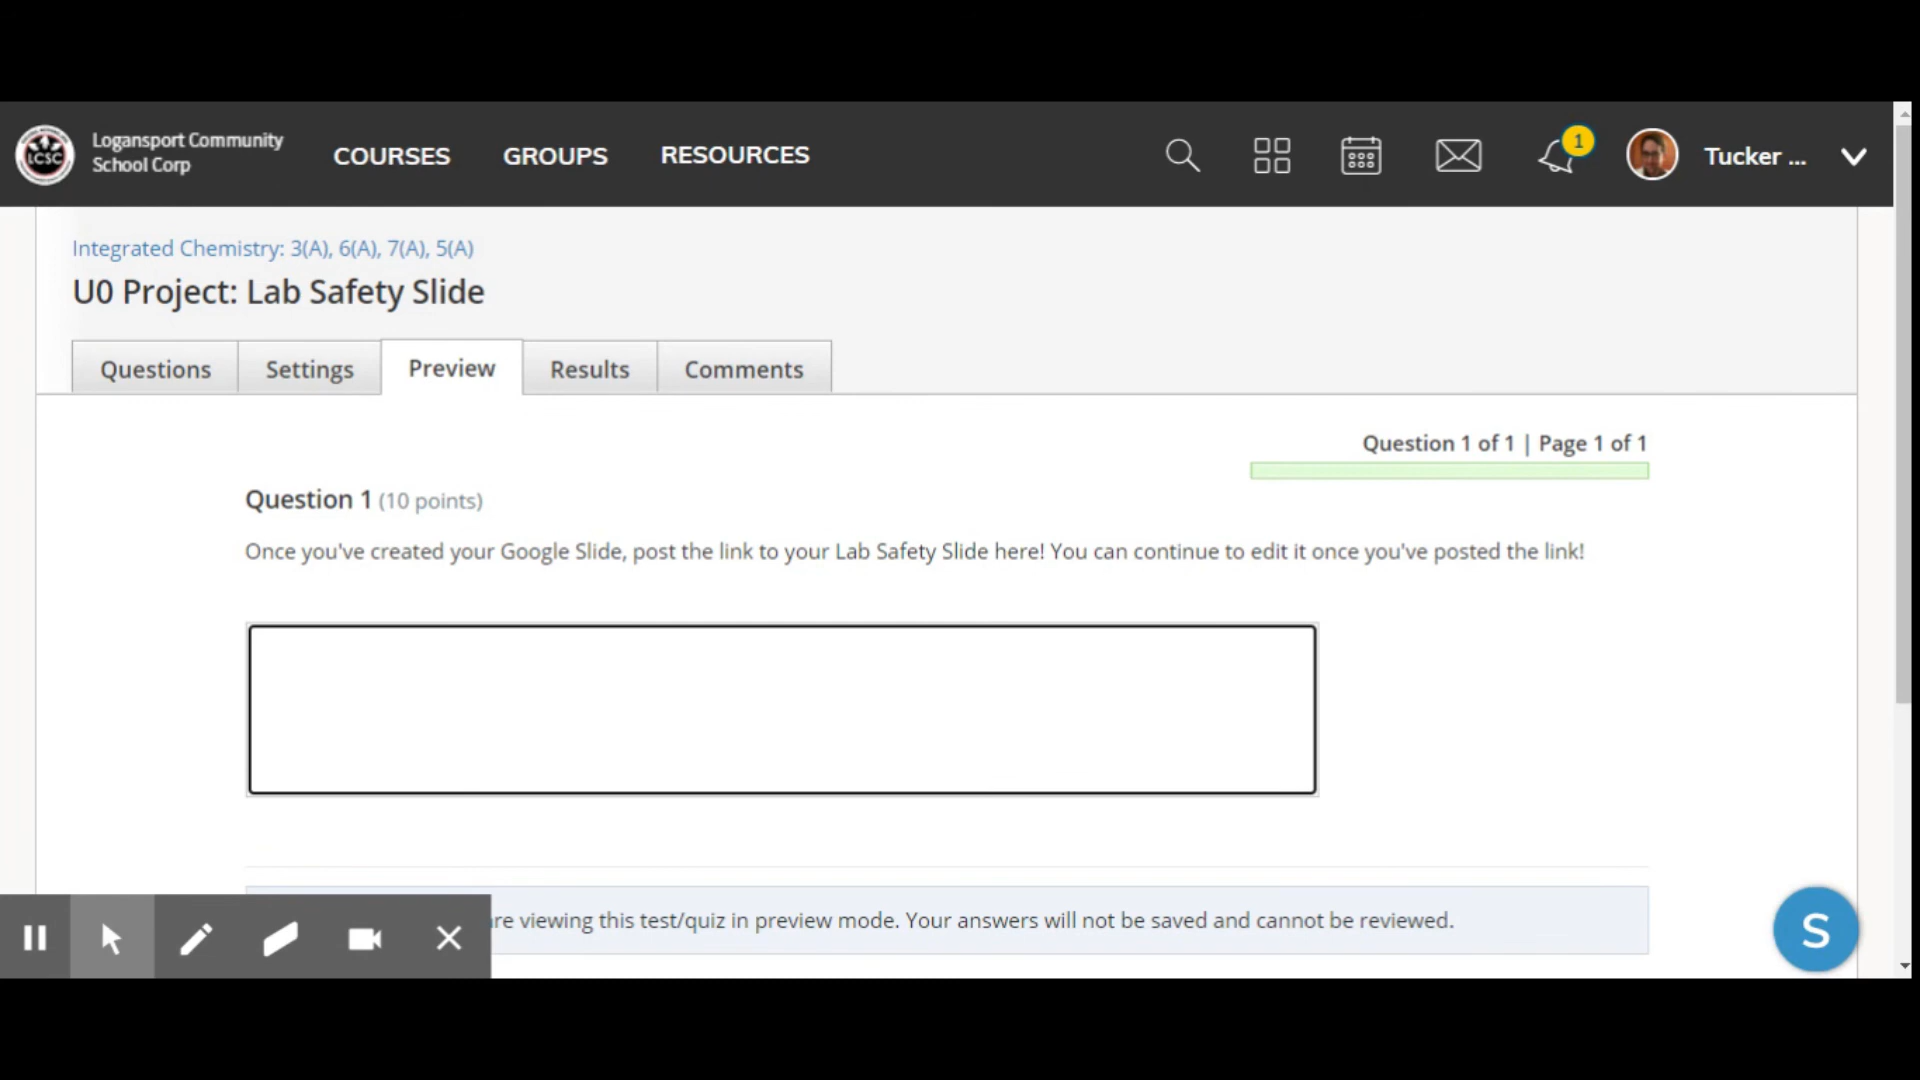 Logansport Community
School Corp
COURSES
GROUPS
RESOURCES
1
Tucker ...
LCSC
Integrated Chemistry: 3(A), 6(A), 7(A), 5(A)
U0 Project: Lab Safety Slide
Questions
Settings
Preview
Results
Comments
Question 1 of 1 | Page 1 of 1
Question 1 (10 points)
Once you've created your Google Slide, post the link to your Lab Safety Slide here! You can continue to edit it once you've posted the link!
re viewing this test/quiz in preview mode. Your answers will not be saved and cannot be reviewed.
S